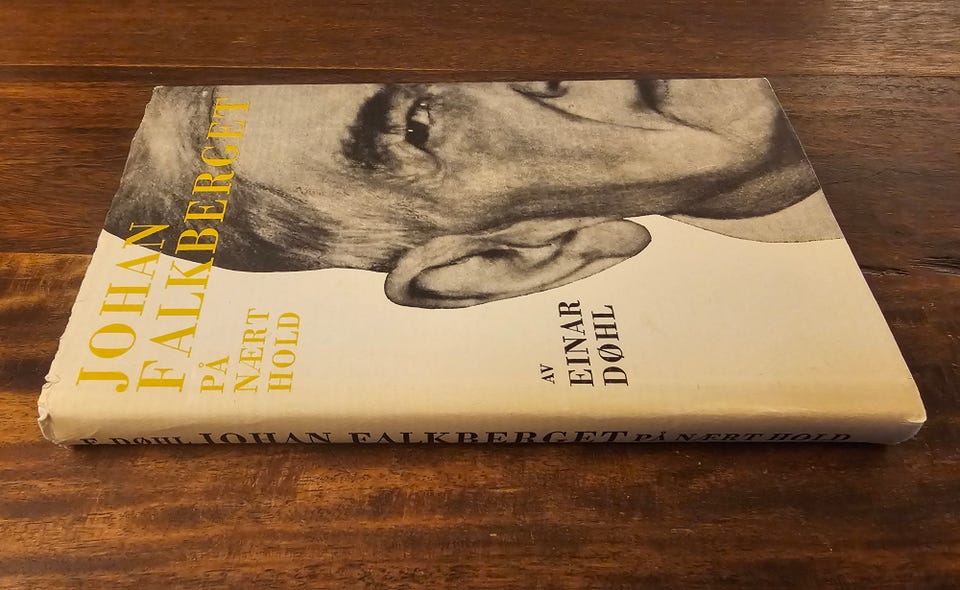 JOHAN
FALKBERGET
PÅ
NÆRT
HOLD
AV
EINAR
DØHL
E. DØHL JOHAN FALKBERGET PÅ NÆRT HOLD